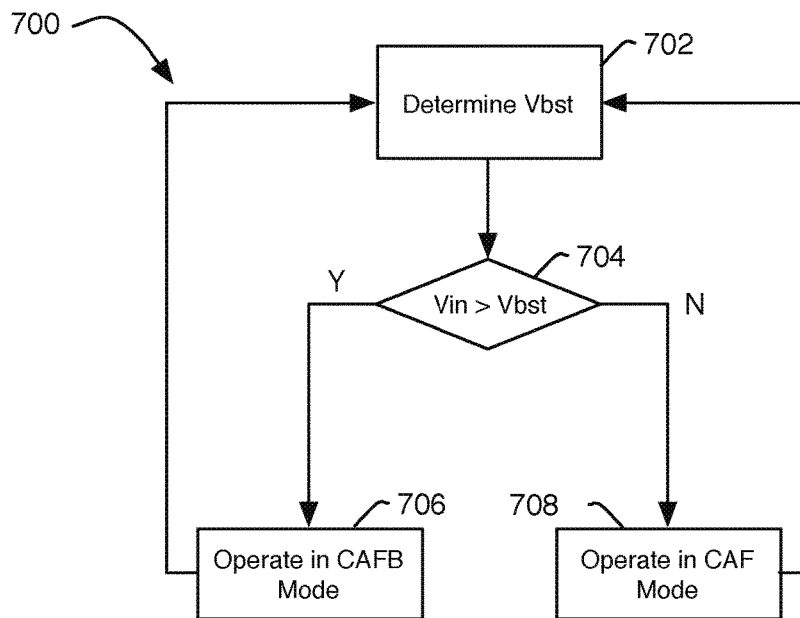 700
702
Determine Vbst
704
Y
Vin > Vbst
N
706
708
Operate in CAFB
Mode
Operate in CAF
Mode